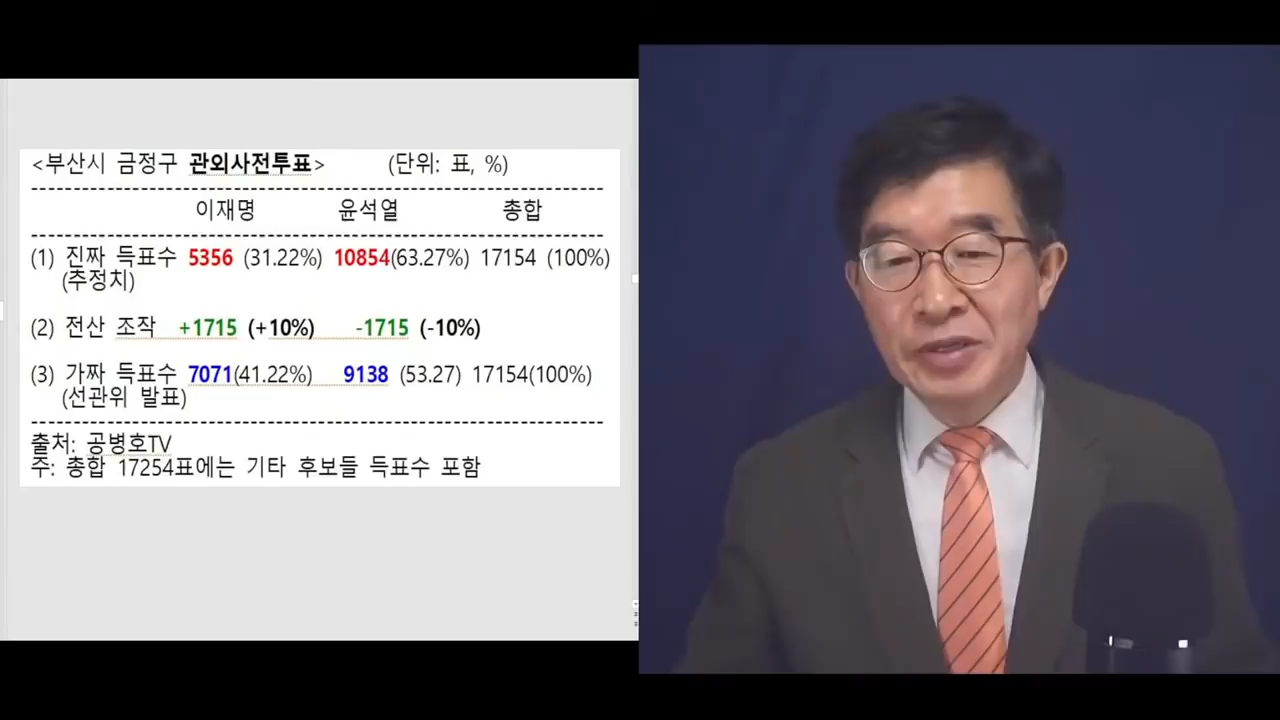 <부산시 금정구 관외사전투표> (단위: 표, %)
이재명 윤석열 총합
(1) 진짜 득표수 5356 (31.22%) 10854(63.27%) 17154 (100%)
(추정치)
(2) 전산 조작 +1715 (+10%) -1715 (-10%)
(3) 가짜 득표수 7071(41.22%) 9138 (53.27) 17154(100%)
(선관위 발표)
출처: 공병호TV
주: 총합 17254표에는 기타 후보들 득표수 포함